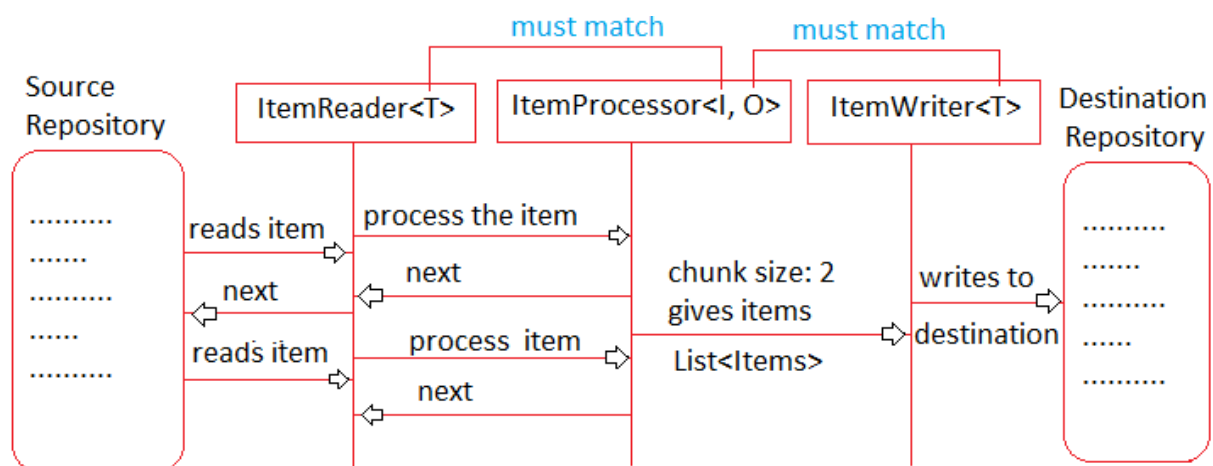 must match
must match
Source
Repository
ItemReader<T>
ItemProcessor<I, O>
ItemWriter<T>
Destination
Repository
..........
.......
..........
......
..........
reads item
next
reads item
process the item
next
process item
next
chunk size: 2
gives items
List<Items>
writes to
destination
..........
.......
..........
......
..........